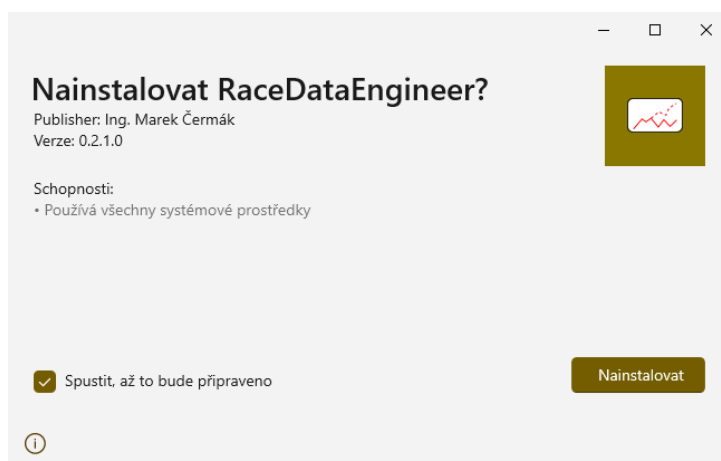 Nainstalovat RaceDataEngineer?
Publisher: Ing. Marek Čermák
Verze: 0.2.1.0
Schopnosti:
• Používá všechny systémové prostředky
Spustit, až to bude připraveno
Nainstalovat